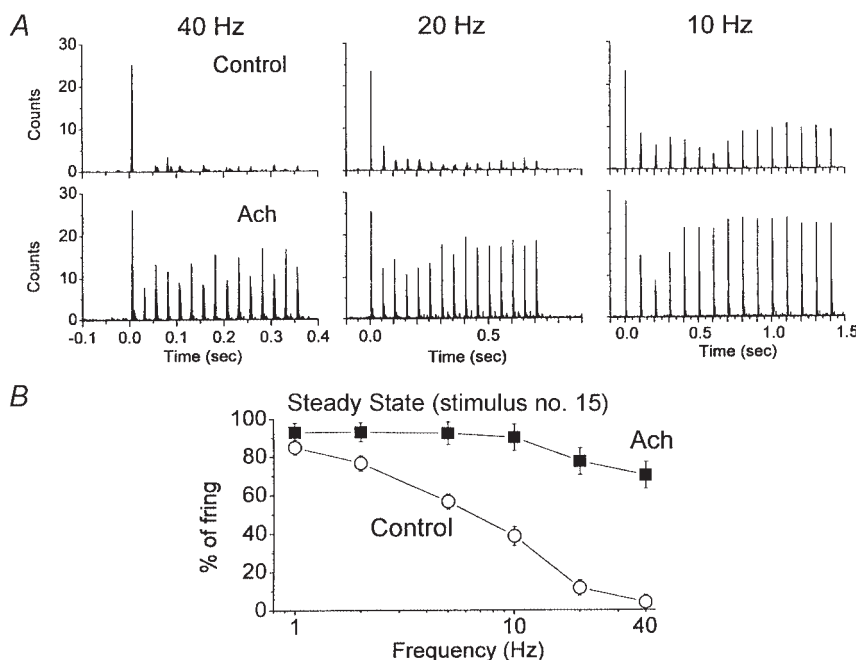 A
40 Hz
20 Hz
10 Hz
Counts
30
20
10
0
Control
Counts
30
20
10
0
Ach
-0.1 0.0 0.1 0.2 0.3 0.4
0.0 0.5
0.0 0.5 1.0 1.5
Time (sec)
Time (sec)
Time (sec)
B
Steady State (stimulus no. 15)
% of fring
100
80
60
40
20
0
Ach
Control
1 10 40
Frequency (Hz)